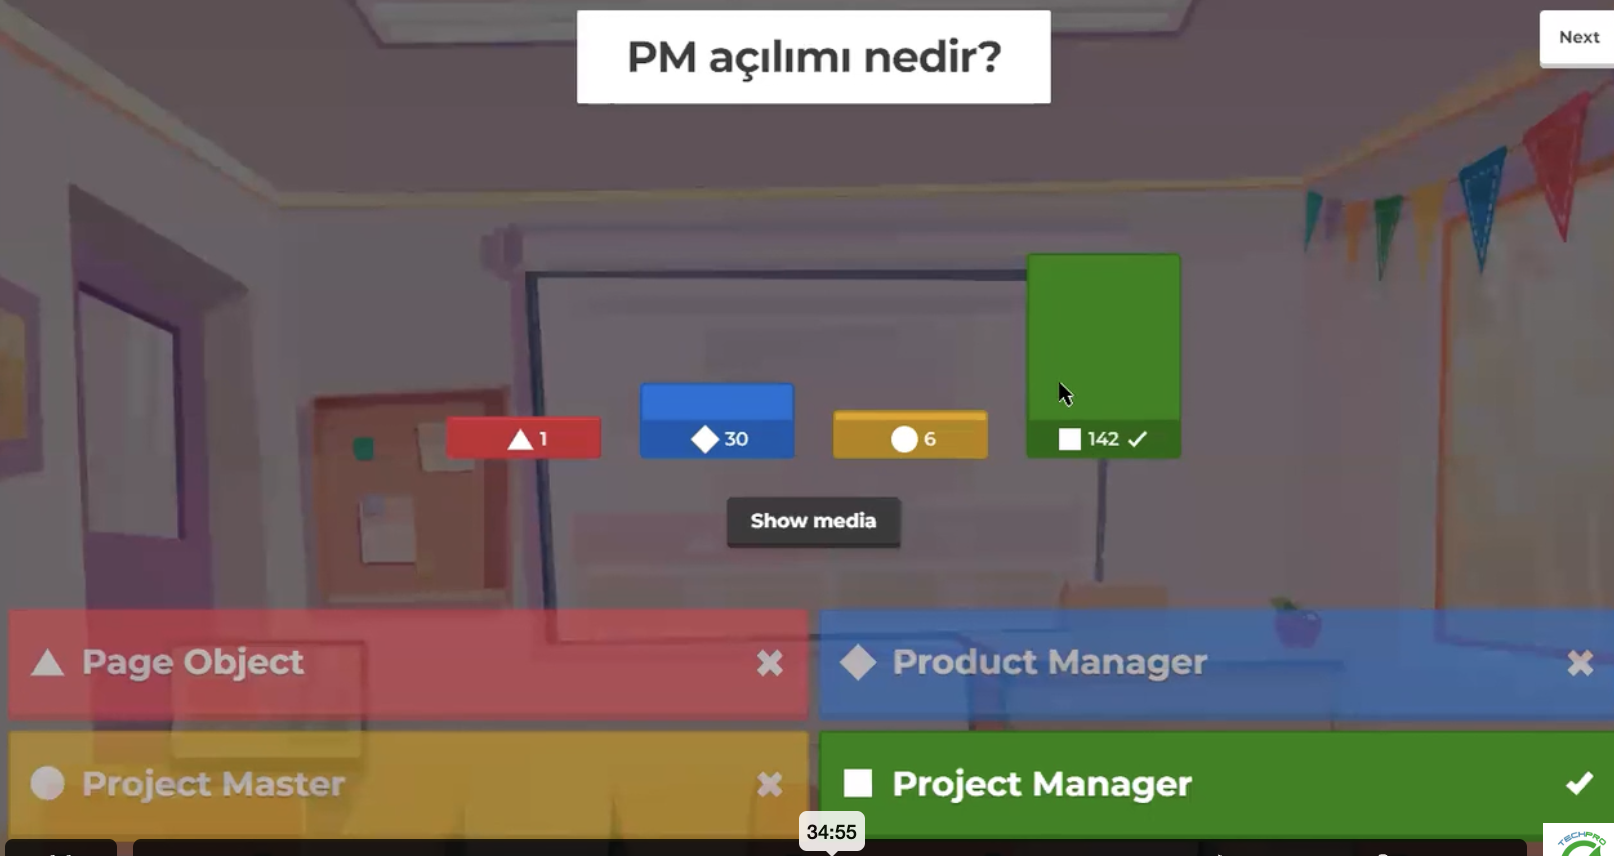 PM açılımı nedir?
Next
1
30
6
142
Show media
Page Object
Product Manager
Project Master
Project Manager
34:55
TECHPRO